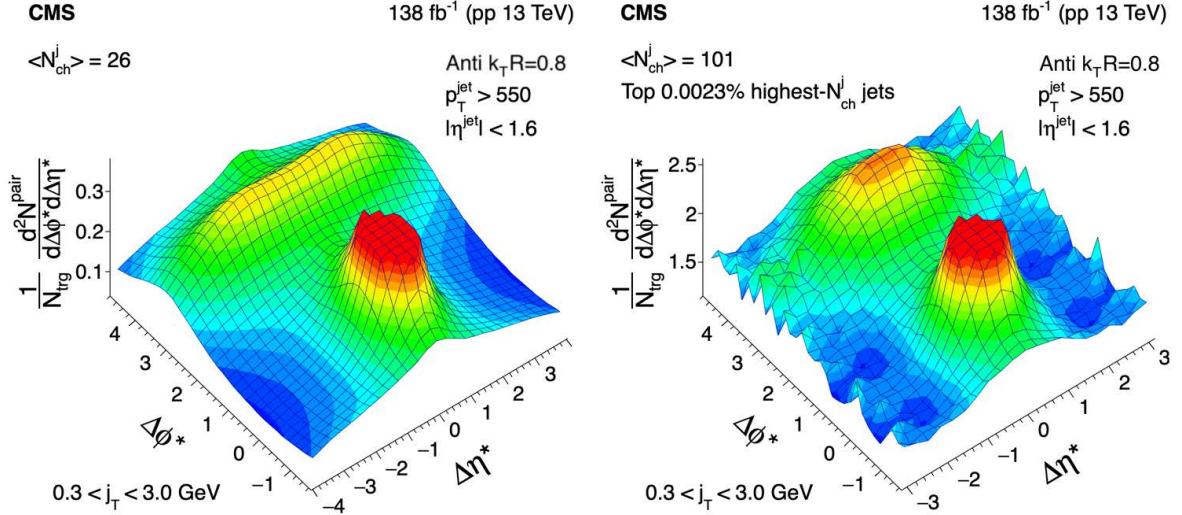 CMS 138 fb⁻¹ (pp 13 TeV)
<N^j_ch> = 26
Anti k_T R=0.8
p_T^jet > 550
|η^jet| < 1.6
1/N_trg d²N^pair/dΔφ*dΔη*
0.3
0.2
0.1
4
3
2
1
0
−1
Δφ*
−4
−3
−2
−1
0
1
2
3
Δη*
0.3 < j_T < 3.0 GeV
CMS 138 fb⁻¹ (pp 13 TeV)
<N^j_ch> = 101
Top 0.0023% highest-N^j_ch jets
Anti k_T R=0.8
p_T^jet > 550
|η^jet| < 1.6
1/N_trg d²N^pair/dΔφ*dΔη*
2.5
2
1.5
4
3
2
1
0
−1
Δφ*
−3
−2
−1
0
1
2
3
Δη*
0.3 < j_T < 3.0 GeV